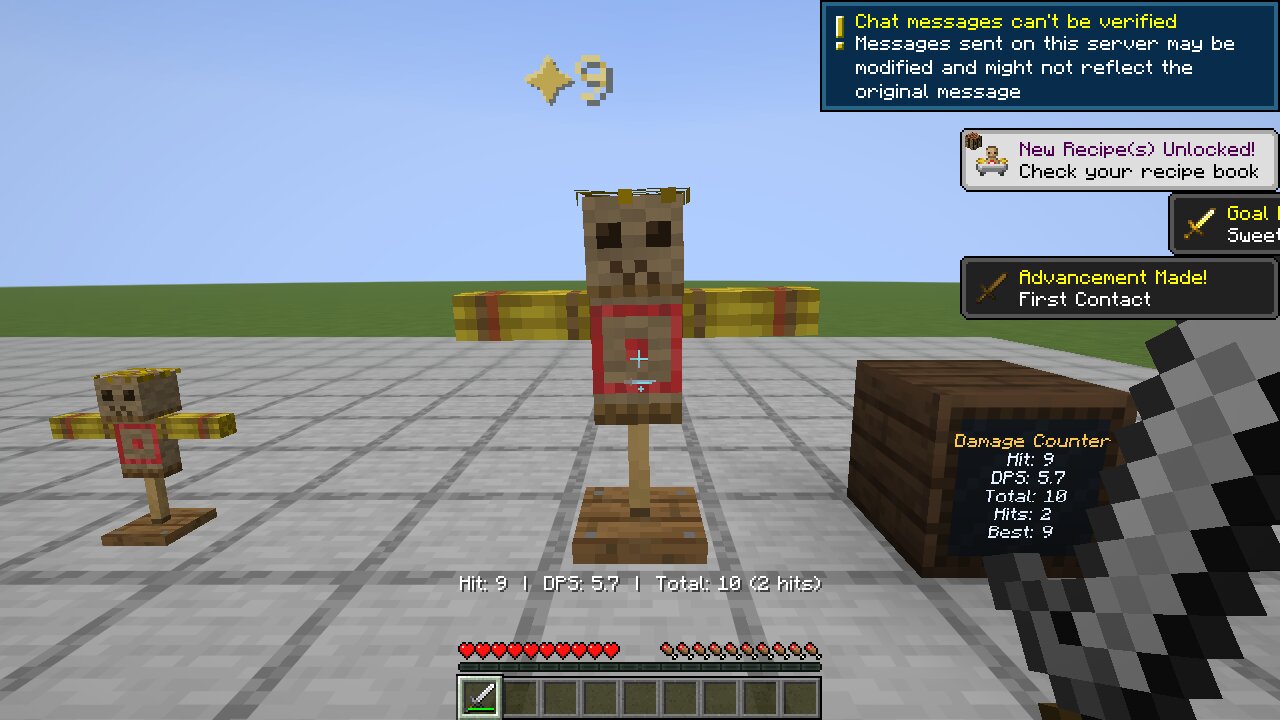 Chat messages can't be verified
Messages sent on this server may be
modified and might not reflect the
original message
9
New Recipe(s) Unlocked!
Check your recipe book
Goal
Sweet
Advancement Made!
First Contact
Damage Counter
Hit: 9
DPS: 5.7
Total: 10
Hits: 2
Best: 9
Hit: 9 | DPS: 5.7 | Total: 10 (2 hits)